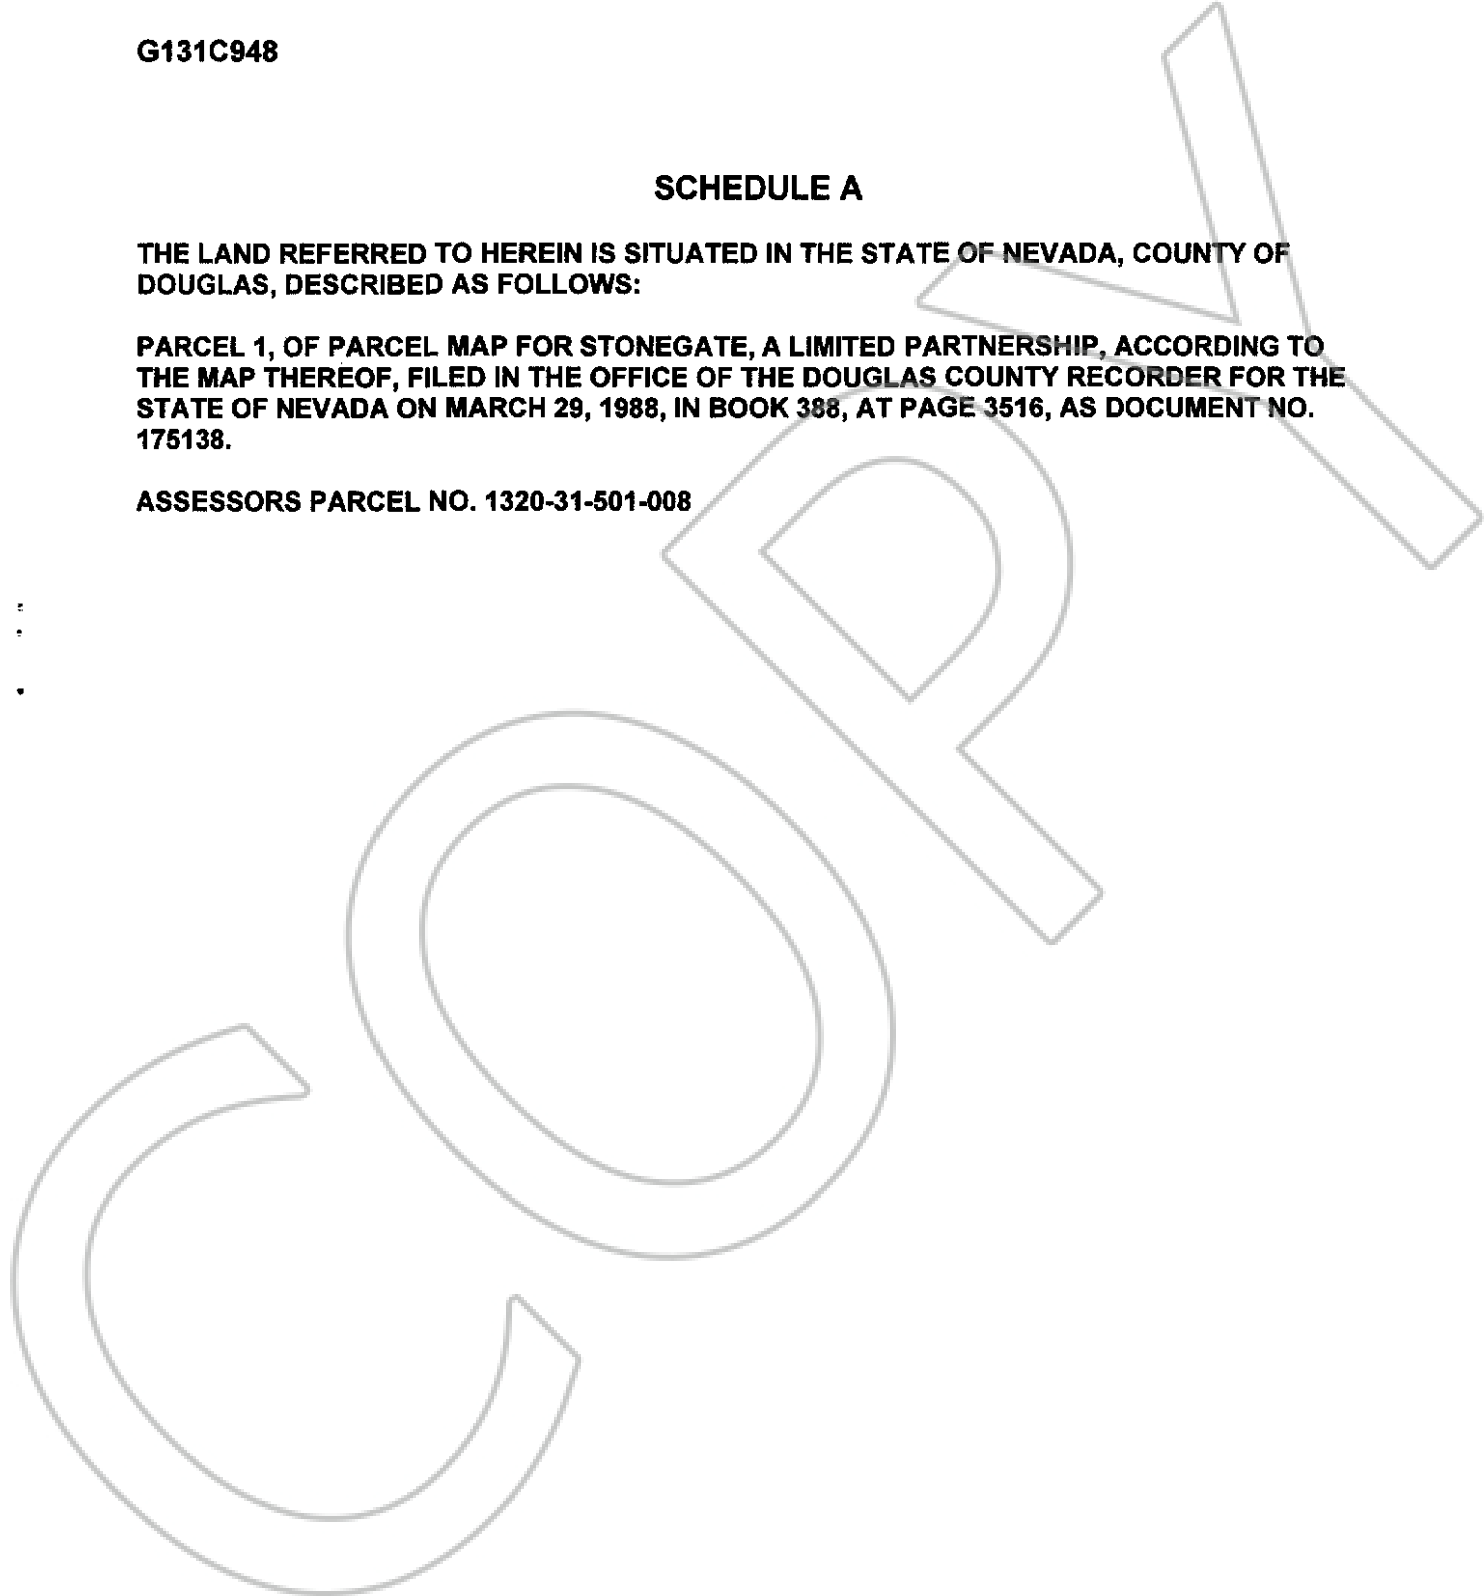 G131C948
SCHEDULE A
THE LAND REFERRED TO HEREIN IS SITUATED IN THE STATE OF NEVADA, COUNTY OF
DOUGLAS, DESCRIBED AS FOLLOWS:
PARCEL 1, OF PARCEL MAP FOR STONEGATE, A LIMITED PARTNERSHIP, ACCORDING TO
THE MAP THEREOF, FILED IN THE OFFICE OF THE DOUGLAS COUNTY RECORDER FOR THE
STATE OF NEVADA ON MARCH 29, 1988, IN BOOK 388, AT PAGE 3516, AS DOCUMENT NO.
175138.
ASSESSORS PARCEL NO. 1320-31-501-008
COPY